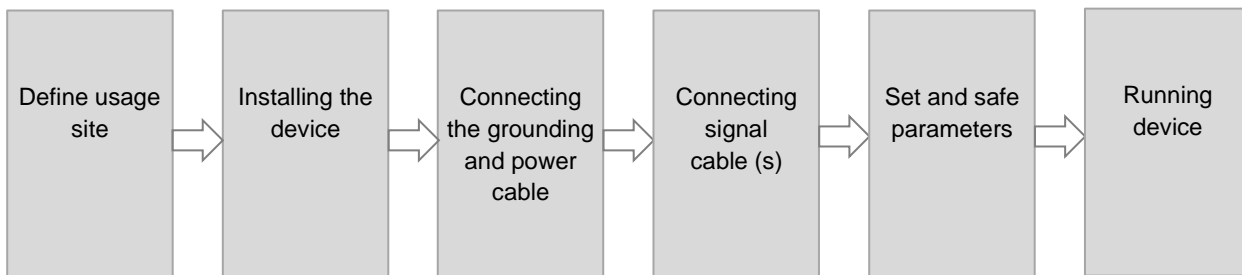 Define usage
site
Installing the
device
Connecting
the grounding
and power
cable
Connecting
signal
cable (s)
Set and safe
parameters
Running
device